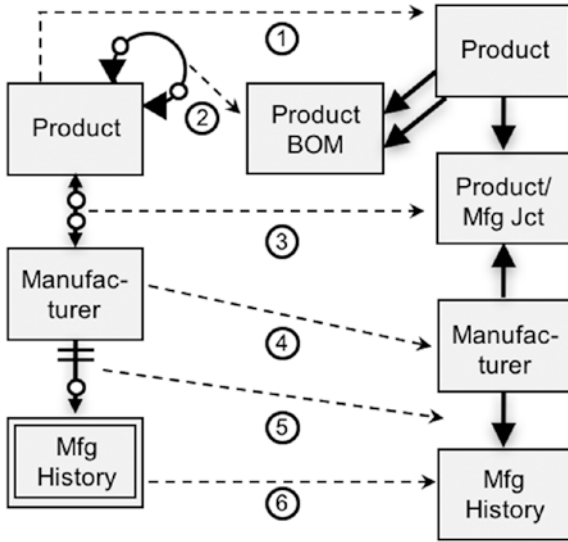 1
Product
Product
2
Product
BOM
Product/
Mfg Jct
3
Manufac-
turer
4
Manufac-
turer
5
Mfg
History
Mfg
History
6